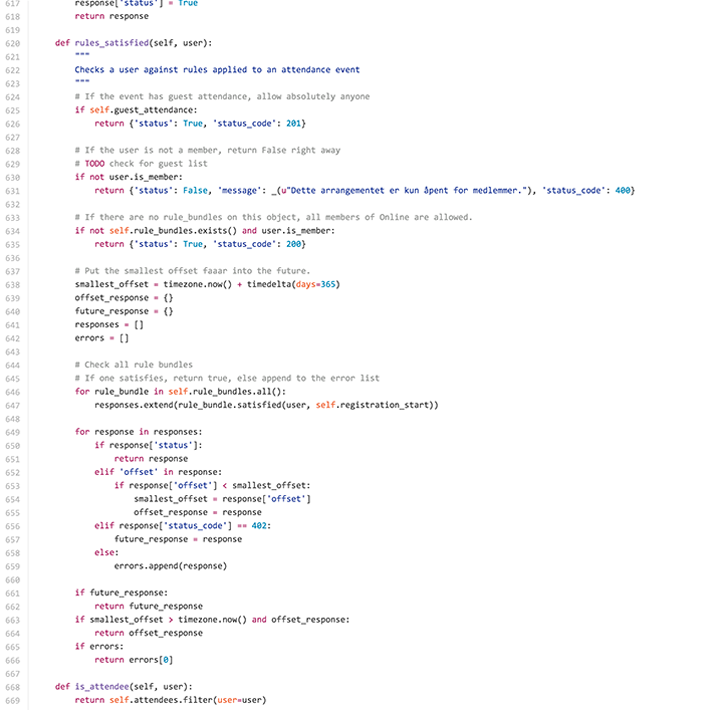 617 response['status'] = True
618 return response
619
620 def rules_satisfied(self, user):
621 """
622 Checks a user against rules applied to an attendance event
623 """
624 # If the event has guest attendance, allow absolutely anyone
625 if self.guest_attendance:
626 return {'status': True, 'status_code': 201}
627
628 # If the user is not a member, return False right away
629 # TODO check for guest list
630 if not user.is_member:
631 return {'status': False, 'message': _(u"Dette arrangementet er kun åpent for medlemmer."), 'status_code': 400}
632
633 # If there are no rule_bundles on this object, all members of Online are allowed.
634 if not self.rule_bundles.exists() and user.is_member:
635 return {'status': True, 'status_code': 200}
636
637 # Put the smallest offset faaar into the future.
638 smallest_offset = timezone.now() + timedelta(days=365)
639 offset_response = {}
640 future_response = {}
641 responses = []
642 errors = []
643
644 # Check all rule bundles
645 # If one satisfies, return true, else append to the error list
646 for rule_bundle in self.rule_bundles.all():
647 responses.extend(rule_bundle.satisfied(user, self.registration_start))
648
649 for response in responses:
650 if response['status']:
651 return response
652 elif 'offset' in response:
653 if response['offset'] < smallest_offset:
654 smallest_offset = response['offset']
655 offset_response = response
656 elif response['status_code'] == 402:
657 future_response = response
658 else:
659 errors.append(response)
660
661 if future_response:
662 return future_response
663 if smallest_offset > timezone.now() and offset_response:
664 return offset_response
665 if errors:
666 return errors[0]
667
668 def is_attendee(self, user):
669 return self.attendees.filter(user=user)